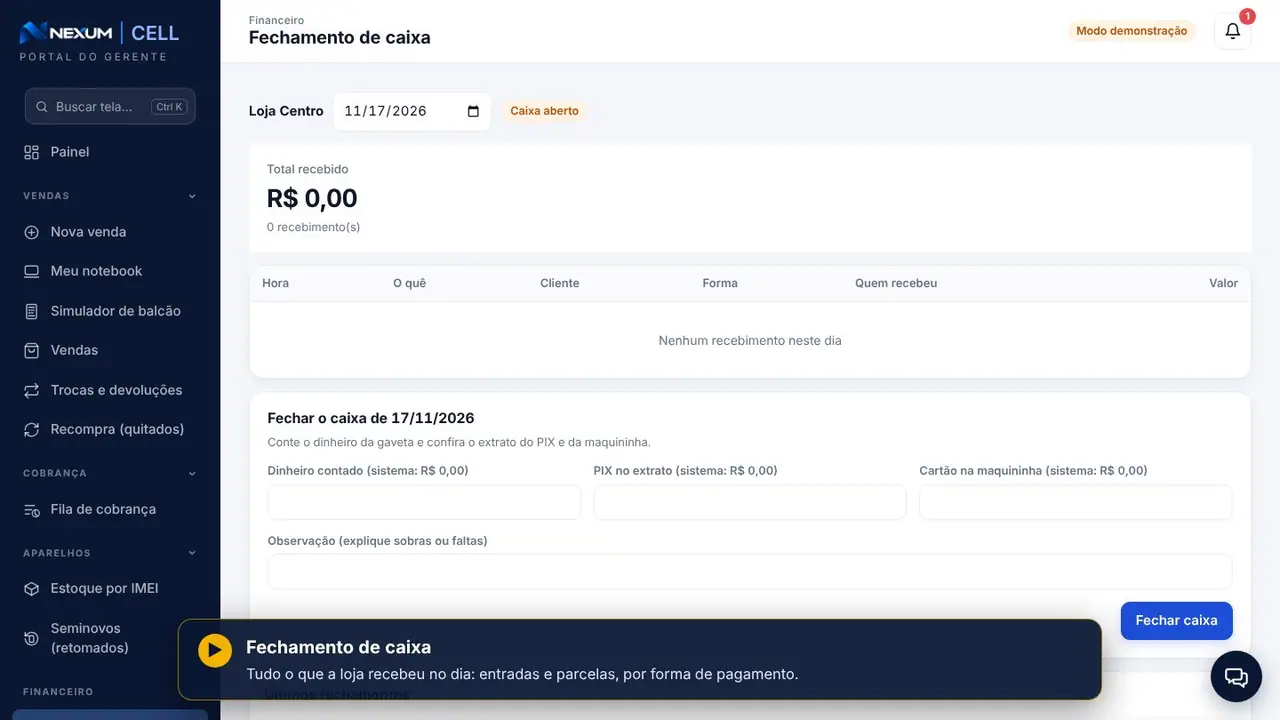 NEXUM | CELL
PORTAL DO GERENTE
Buscar tela... Ctrl K
Painel
VENDAS
Nova venda
Meu notebook
Simulador de balcão
Vendas
Trocas e devoluções
Recompra (quitados)
COBRANÇA
Fila de cobrança
APARELHOS
Estoque por IMEI
Seminovos
(retomados)
FINANCEIRO
Financeiro
Fechamento de caixa
Modo demonstração
1
Loja Centro 11/17/2026 Caixa aberto
Total recebido
R$ 0,00
0 recebimento(s)
Hora O quê Cliente Forma Quem recebeu Valor
Nenhum recebimento neste dia
Fechar o caixa de 17/11/2026
Conte o dinheiro da gaveta e confira o extrato do PIX e da maquininha.
Dinheiro contado (sistema: R$ 0,00) PIX no extrato (sistema: R$ 0,00) Cartão na maquininha (sistema: R$ 0,00)
Observação (explique sobras ou faltas)
Fechar caixa
Fechamento de caixa
Tudo o que a loja recebeu no dia: entradas e parcelas, por forma de pagamento.
Últimos fechamentos